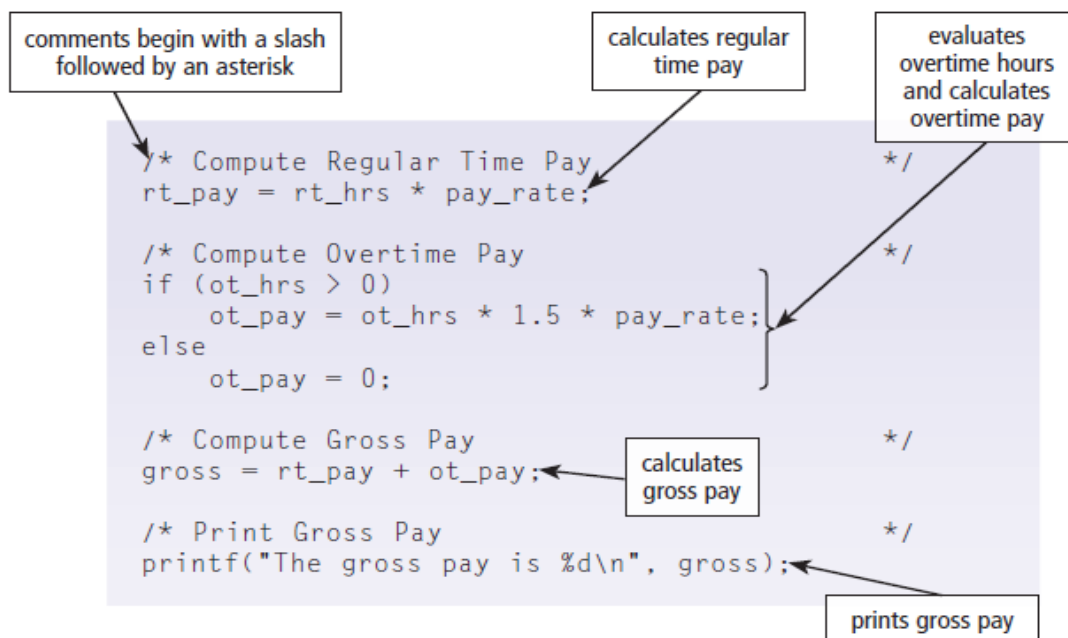 comments begin with a slash
followed by an asterisk
calculates regular
time pay
evaluates
overtime hours
and calculates
overtime pay
/* Compute Regular Time Pay */
rt_pay = rt_hrs * pay_rate;
/* Compute Overtime Pay */
if (ot_hrs > 0)
    ot_pay = ot_hrs * 1.5 * pay_rate;
else
    ot_pay = 0;
/* Compute Gross Pay */
gross = rt_pay + ot_pay;
calculates
gross pay
/* Print Gross Pay */
printf("The gross pay is %d\n", gross);
prints gross pay